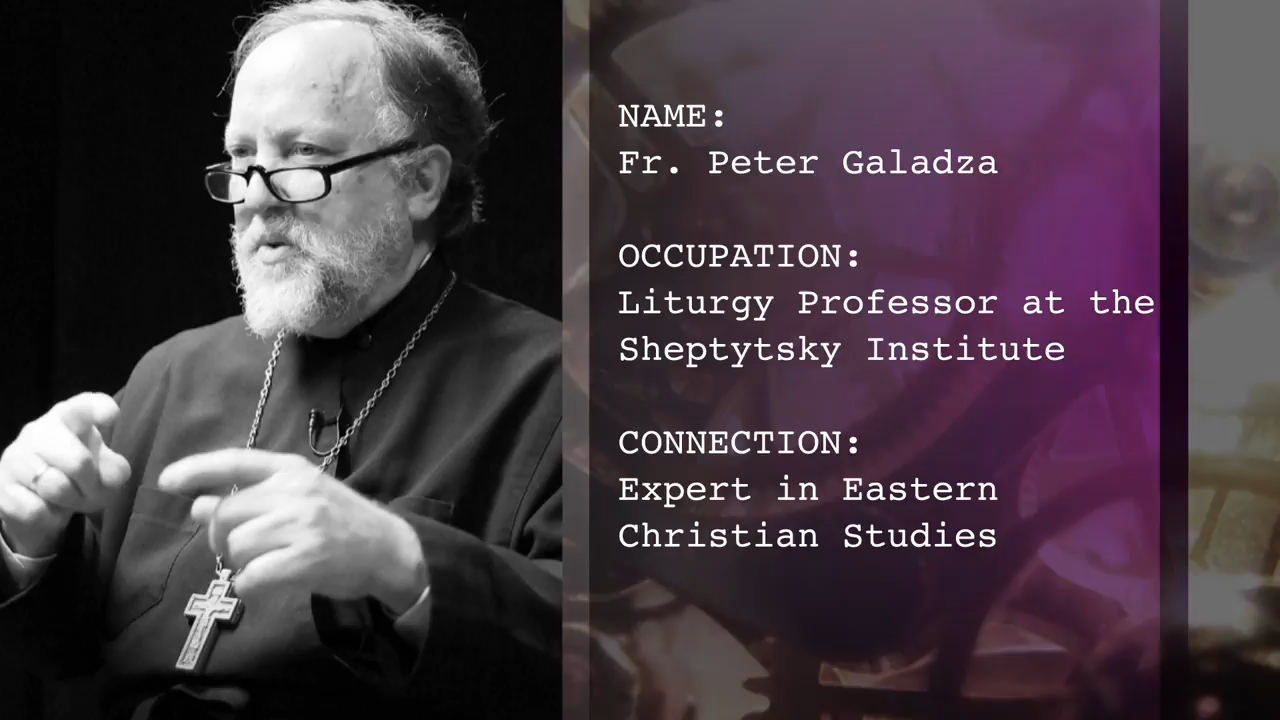 NAME:
Fr. Peter Galadza
OCCUPATION:
Liturgy Professor at the
Sheptytsky Institute
CONNECTION:
Expert in Eastern
Christian Studies